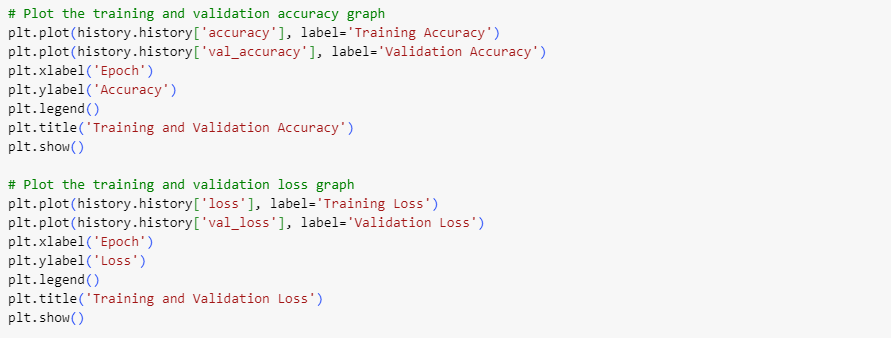 # Plot the training and validation accuracy graph
plt.plot(history.history['accuracy'], label='Training Accuracy')
plt.plot(history.history['val_accuracy'], label='Validation Accuracy')
plt.xlabel('Epoch')
plt.ylabel('Accuracy')
plt.legend()
plt.title('Training and Validation Accuracy')
plt.show()

# Plot the training and validation loss graph
plt.plot(history.history['loss'], label='Training Loss')
plt.plot(history.history['val_loss'], label='Validation Loss')
plt.xlabel('Epoch')
plt.ylabel('Loss')
plt.legend()
plt.title('Training and Validation Loss')
plt.show()